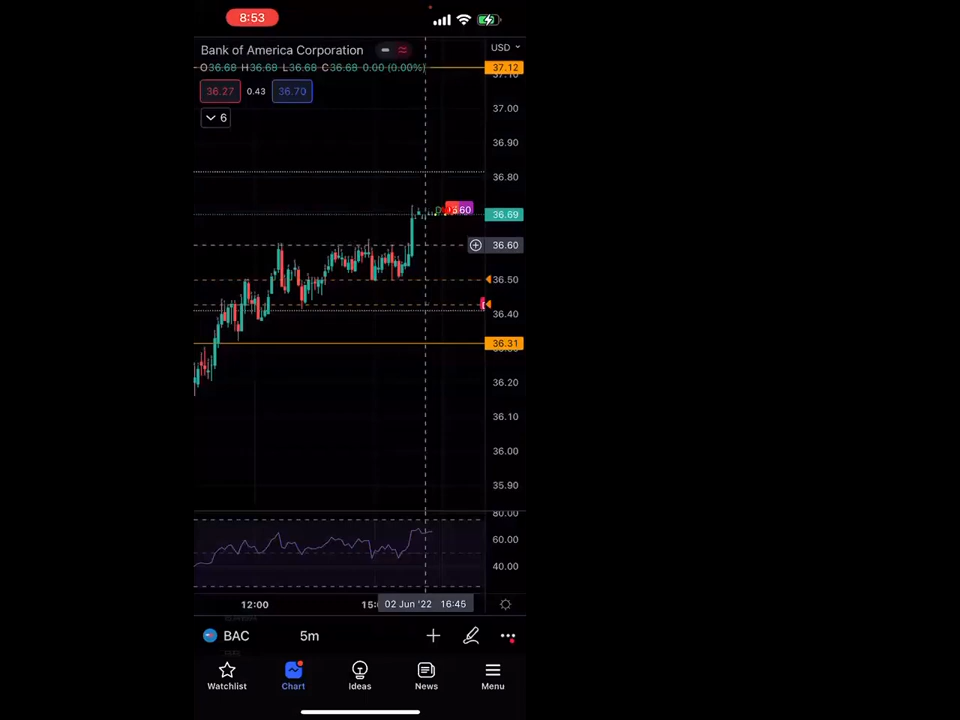 8:53
Bank of America Corporation
USD
O36.68 H36.68 L36.68 C36.68 0.00 (0.00%)
37.12
36.27 0.43 36.70
37.00
6
36.90
36.80
36.69
36.60
36.50
36.40
36.31
36.20
36.10
36.00
35.90
80.00
60.00
40.00
12:00 02 Jun '22 16:45
BAC 5m
Watchlist Chart Ideas News Menu